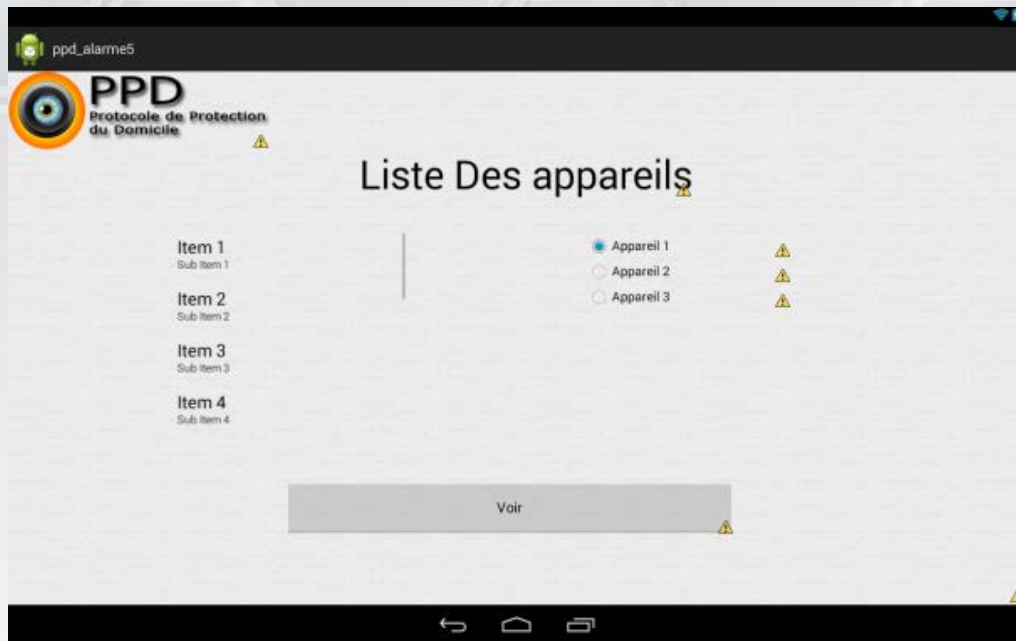 ppd_alarme5
PPD
Protocole de Protection
du Domicile
Liste Des appareils
Item 1
Sub Item 1
Item 2
Sub Item 2
Item 3
Sub Item 3
Item 4
Sub Item 4
Appareil 1
Appareil 2
Appareil 3
Voir